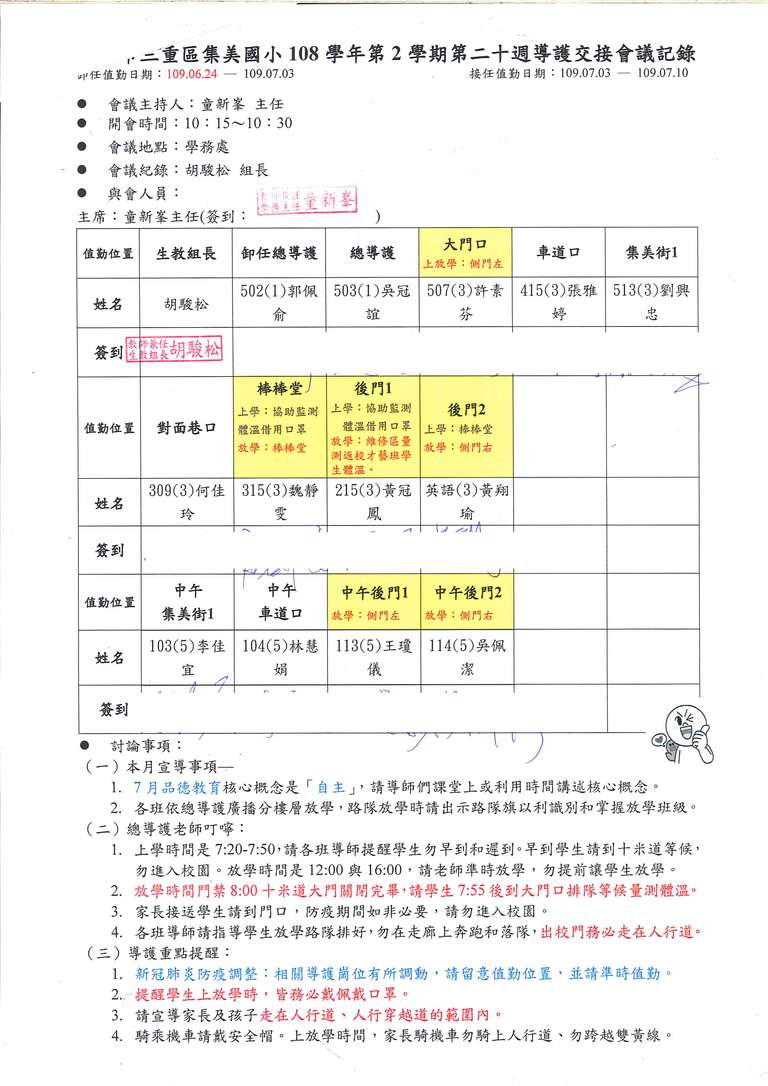 三重區集美國小 108 學年第 2 學期第二十週導護交接會議記錄
卸任值勤日期：109.06.24 — 109.07.03 接任值勤日期：109.07.03 — 109.07.10
● 會議主持人：童新峯 主任
● 開會時間：10：15～10：30
● 會議地點：學務處
● 會議紀錄：胡駿松 組長
● 與會人員：
主席：童新峯主任(簽到： 教師兼任 學務主任 童新峯 )
值勤位置 生教組長 卸任總導護 總導護 大門口 車道口 集美街1
上放學：側門左
姓名 胡駿松 502(1)郭佩俞 503(1)吳冠誼 507(3)許素芬 415(3)張雅婷 513(3)劉興忠
簽到 教師兼任 生教組長 胡駿松
值勤位置 對面巷口 棒棒堂 後門1 後門2
上學：協助監測體溫借用口罩
放學：棒棒堂
上學：協助監測體溫借用口罩
放學：維修區量測返校才藝班學生體溫。
上學：棒棒堂
放學：側門右
姓名 309(3)何佳玲 315(3)魏靜雯 215(3)黃冠鳳 英語(3)黃翔瑜
簽到
值勤位置 中午集美街1 中午車道口 中午後門1 中午後門2
放學：側門左 放學：側門右
姓名 103(5)李佳宜 104(5)林慧娟 113(5)王瓊儀 114(5)吳佩潔
簽到
● 討論事項：
（一）本月宣導事項—
1. 7月品德教育核心概念是「自主」，請導師們課堂上或利用時間講述核心概念。
2. 各班依總導護廣播分樓層放學，路隊放學時請出示路隊旗以利識別和掌握放學班級。
（二）總導護老師叮嚀：
1. 上學時間是 7:20-7:50，請各班導師提醒學生勿早到和遲到。早到學生請到十米道等候，
勿進入校園。放學時間是 12:00 與 16:00，請老師準時放學，勿提前讓學生放學。
2. 放學時間門禁 8:00 十米道大門關閉完畢，請學生 7:55 後到大門口排隊等候量測體溫。
3. 家長接送學生請到門口，防疫期間如非必要，請勿進入校園。
4. 各班導師請指導學生放學路隊排好，勿在走廊上奔跑和落隊，出校門務必走在人行道。
（三）導護重點提醒：
1. 新冠肺炎防疫調整：相關導護崗位有所調動，請留意值勤位置，並請準時值勤。
2. 提醒學生上放學時，皆務必戴佩戴口罩。
3. 請宣導家長及孩子走在人行道、人行穿越道的範圍內。
4. 騎乘機車請戴安全帽。上放學時間，家長騎機車勿騎上人行道、勿跨越雙黃線。